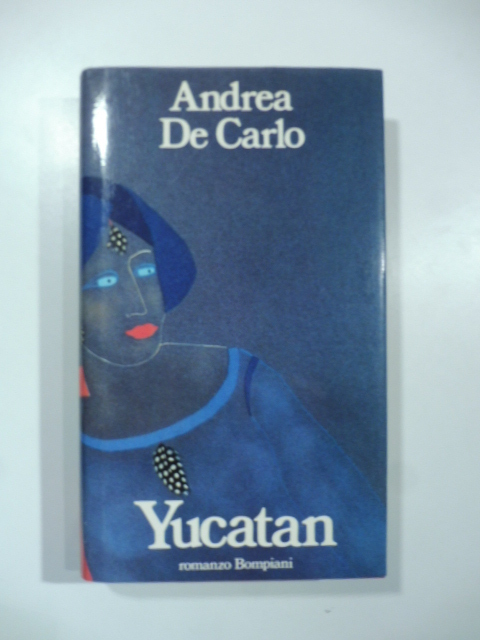 Andrea
De Carlo
Yucatan
romanzo Bompiani